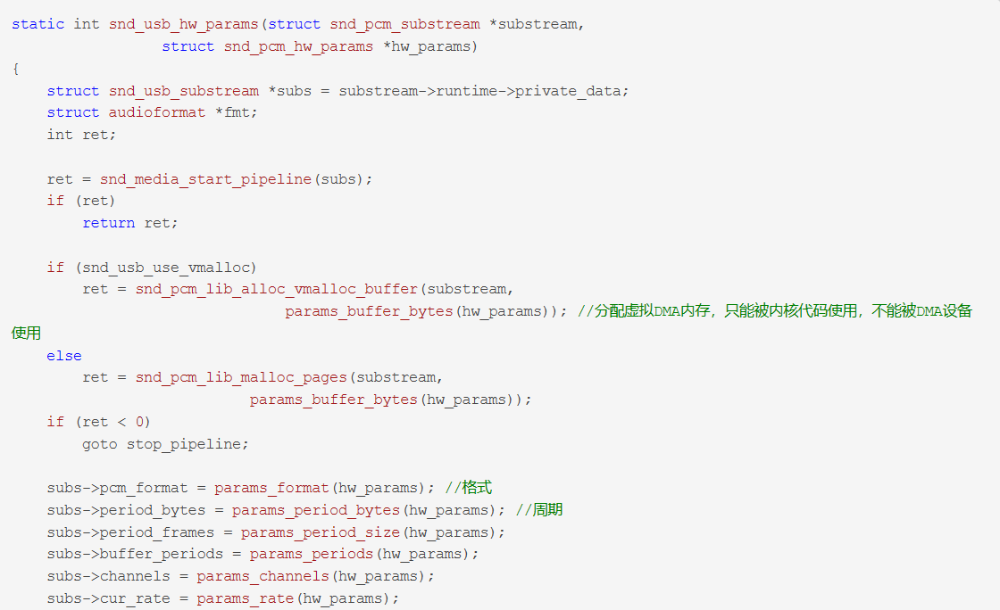 static int snd_usb_hw_params(struct snd_pcm_substream *substream,
                 struct snd_pcm_hw_params *hw_params)
{
    struct snd_usb_substream *subs = substream->runtime->private_data;
    struct audioformat *fmt;
    int ret;

    ret = snd_media_start_pipeline(subs);
    if (ret)
        return ret;

    if (snd_usb_use_vmalloc)
        ret = snd_pcm_lib_alloc_vmalloc_buffer(substream,
                               params_buffer_bytes(hw_params)); //分配虚拟DMA内存，只能被内核代码使用，不能被DMA设备
使用
    else
        ret = snd_pcm_lib_malloc_pages(substream,
                           params_buffer_bytes(hw_params));
    if (ret < 0)
        goto stop_pipeline;

    subs->pcm_format = params_format(hw_params); //格式
    subs->period_bytes = params_period_bytes(hw_params); //周期
    subs->period_frames = params_period_size(hw_params);
    subs->buffer_periods = params_periods(hw_params);
    subs->channels = params_channels(hw_params);
    subs->cur_rate = params_rate(hw_params);